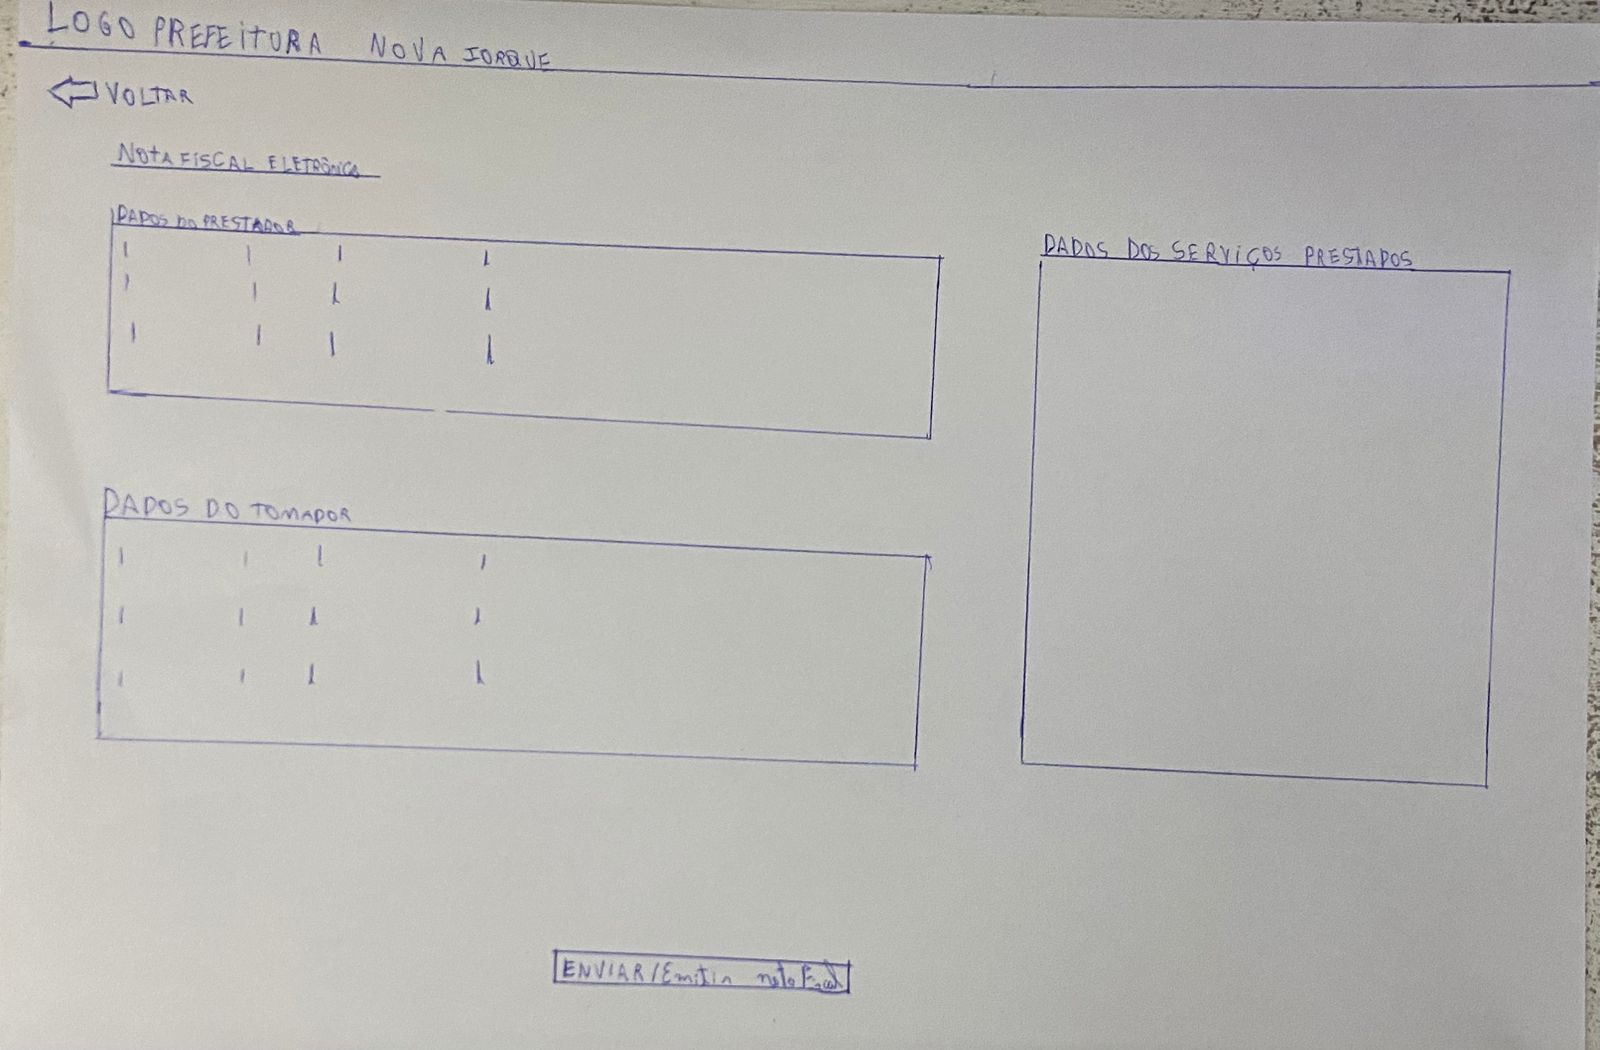 LOGO PREFEITURA NOVA IORQUE
VOLTAR
NOTA FISCAL ELETRÔNICA
DADOS DO PRESTADOR
DADOS DOS SERVIÇOS PRESTADOS
DADOS DO TOMADOR
ENVIAR/Emitir nota Fiscal